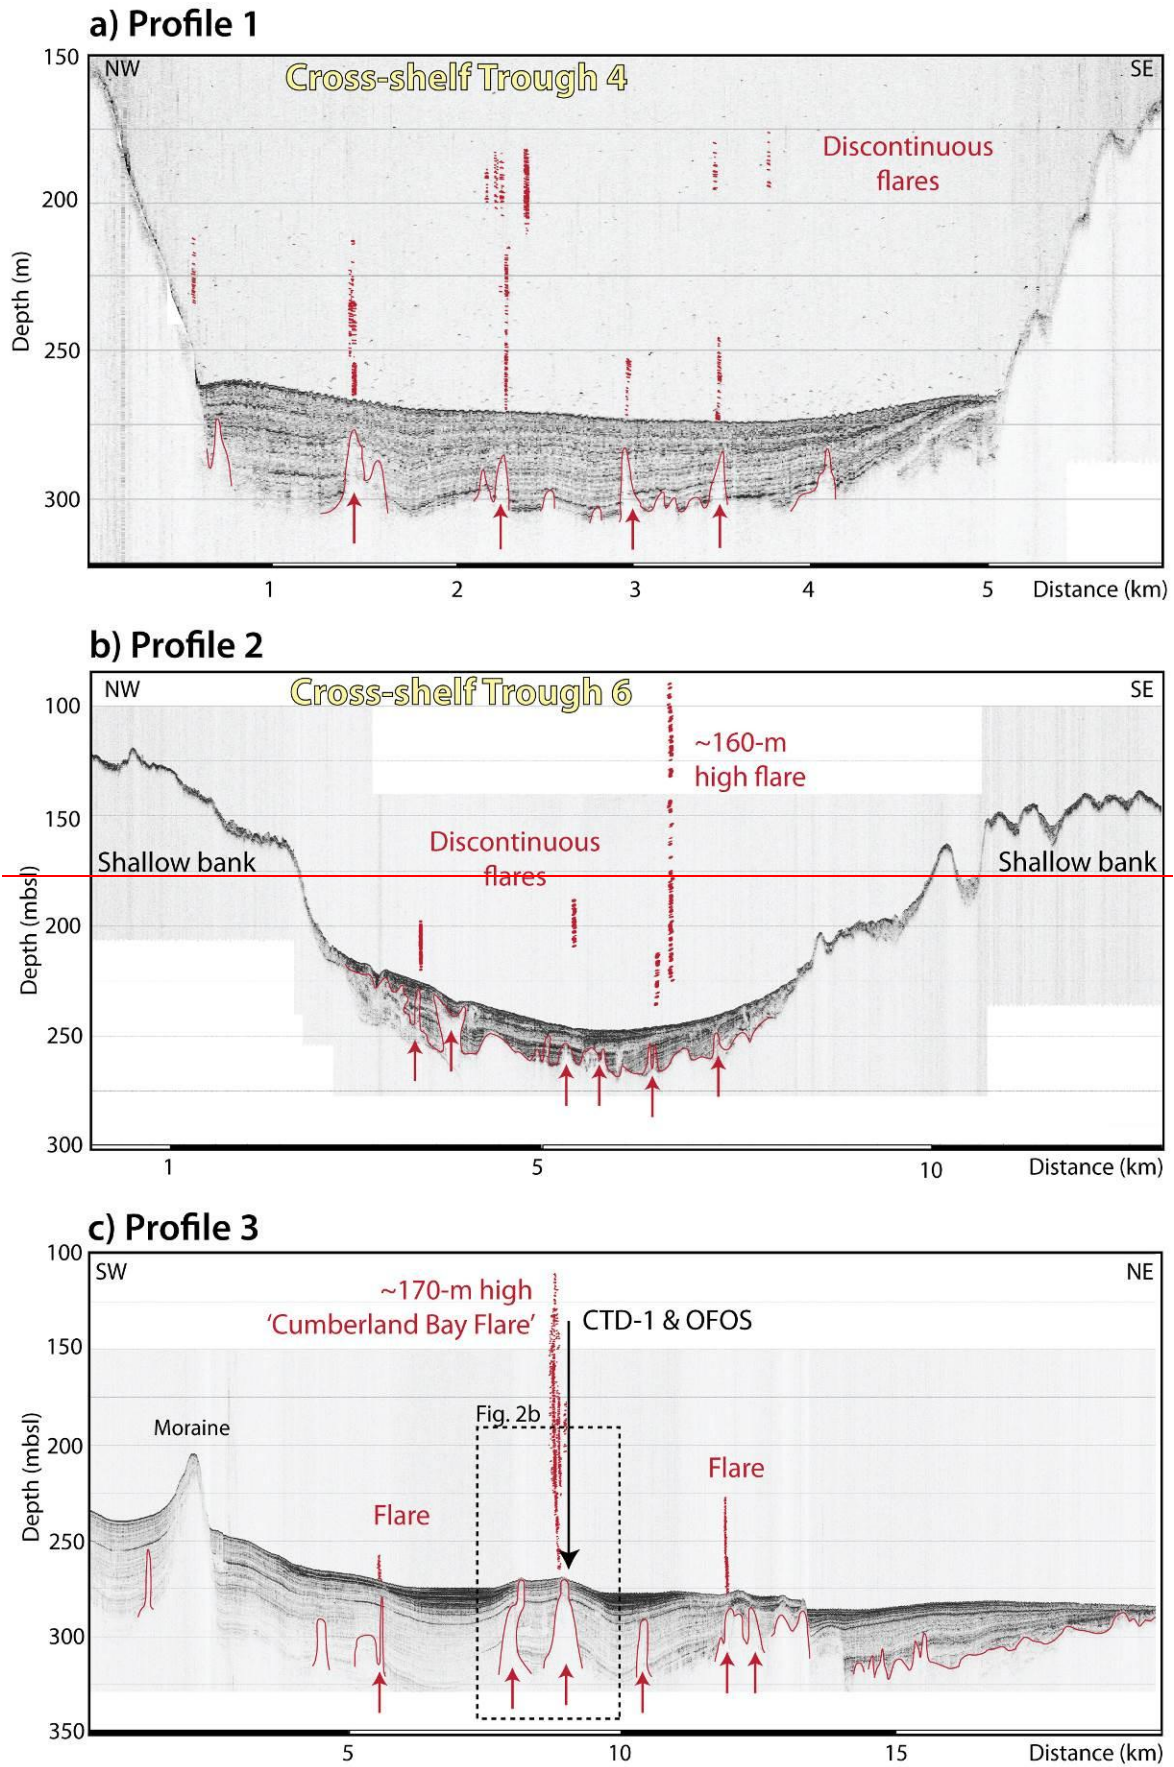 a) Profile 1
NW
Cross-shelf Trough 4
SE
Discontinuous
flares
Depth (m)
150
200
250
300
1 2 3 4 5 Distance (km)
b) Profile 2
NW
Cross-shelf Trough 6
SE
~160-m
high flare
Discontinuous
flares
Shallow bank
Shallow bank
Depth (mbsl)
100
150
200
250
300
1 5 10 Distance (km)
c) Profile 3
SW
NE
~170-m high
‘Cumberland Bay Flare’
CTD-1 & OFOS
Fig. 2b
Moraine
Flare
Flare
Depth (mbsl)
100
150
200
250
300
350
5 10 15 Distance (km)